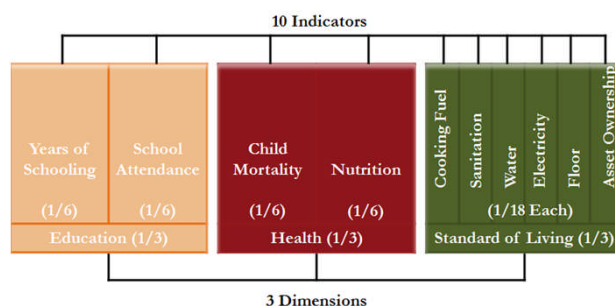 10 Indicators
Years of
Schooling
(1/6)
School
Attendance
(1/6)
Education (1/3)
Child
Mortality
(1/6)
Nutrition
(1/6)
Health (1/3)
Cooking Fuel
Sanitation
Water
Electricity
Floor
Asset Ownership
(1/18 Each)
Standard of Living (1/3)
3 Dimensions